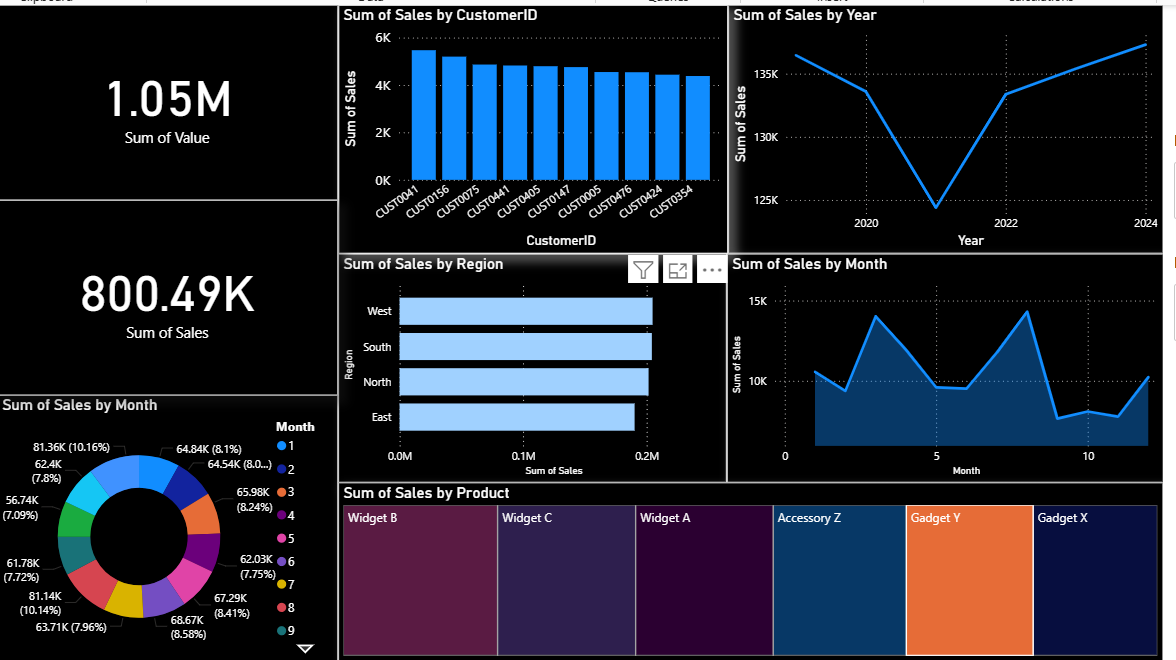 1.05M
Sum of Value
800.49K
Sum of Sales
Sum of Sales by Month
81.36K (10.16%)
62.4K
(7.8%)
56.74K
(7.09%)
61.78K
(7.72%)
81.14K
(10.14%)
63.71K (7.96%)
68.67K
(8.58%)
67.29K
(8.41%)
62.03K
(7.75%)
65.98K
(8.24%)
64.54K (8.0...)
64.84K (8.1%)
Month
1
2
3
4
5
6
7
8
9
Sum of Sales by CustomerID
Sum of Sales
6K
4K
2K
0K
CUST0041
CUST0156
CUST0075
CUST0441
CUST0405
CUST0147
CUST0005
CUST0476
CUST0424
CUST0354
CustomerID
Sum of Sales by Year
Sum of Sales
135K
130K
125K
2020
2022
2024
Year
Sum of Sales by Region
Region
West
South
North
East
0.0M
0.1M
0.2M
Sum of Sales
Sum of Sales by Month
Sum of Sales
15K
10K
0
5
10
Month
Sum of Sales by Product
Widget B
Widget C
Widget A
Accessory Z
Gadget Y
Gadget X